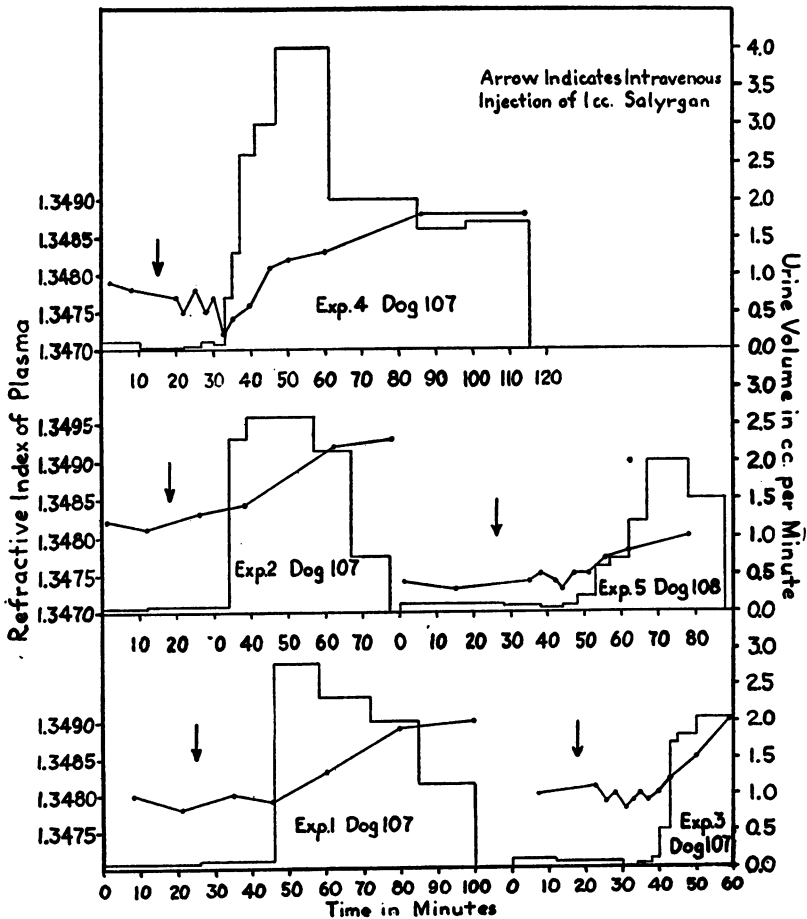 Arrow Indicates Intravenous
Injection of 1 cc. Salyrgan
4.0
3.5
3.0
2.5
2.0
1.5
1.0
0.5
0.0
1.3490
1.3485
1.3480
1.3475
1.3470
Exp. 4 Dog 107
10 20 30 40 50 60 70 80 90 100 110 120
Refractive Index of Plasma
Urine Volume in cc. per Minute
1.3495
1.3490
1.3485
1.3480
1.3475
1.3470
3.0
2.5
2.0
1.5
1.0
0.5
0.0
Exp.2 Dog 107
Exp.5 Dog 108
0 10 20 0 40 50 60 70 0 10 20 30 40 50 60 70 80
3.0
2.5
2.0
1.5
1.0
0.5
0.0
1.3490
1.3485
1.3480
1.3475
Exp.1 Dog 107
Exp.3
Dog 107
0 10 20 30 40 50 60 70 80 90 100 0 10 20 30 40 50 60
Time in Minutes